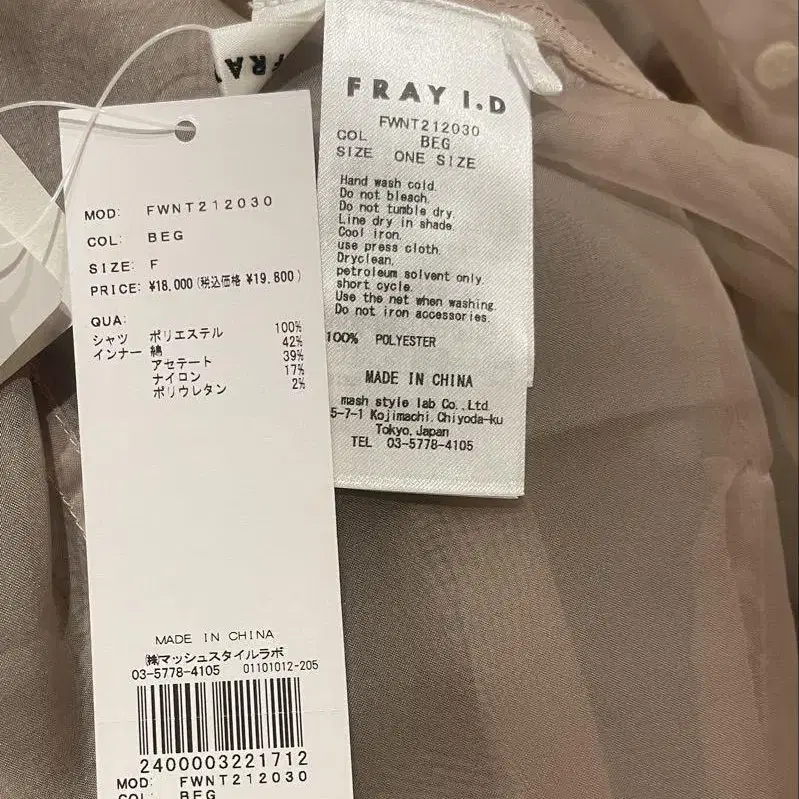 FRAY
MOD: FWNT212030
COL: BEG
SIZE: F
PRICE: ¥18,000(税込価格 ¥19,800)
QUA:
シャツ ポリエステル 100%
インナー 綿 42%
アセテート 39%
ナイロン 17%
ポリウレタン 2%
MADE IN CHINA
㈱マッシュスタイルラボ
03-5778-4105 01101012-205
2400003221712
MOD: FWNT212030
COL: BEG
FRAY I.D
FWNT212030
COL BEG
SIZE ONE SIZE
Hand wash cold.
Do not bleach.
Do not tumble dry.
Line dry in shade.
Cool iron.
use press cloth.
Dryclean.
petroleum solvent only.
short cycle.
Use the net when washing.
Do not iron accessories.
100% POLYESTER
MADE IN CHINA
mash style lab Co.,Ltd.
5-7-1 Kojimachi,Chiyoda-ku
Tokyo,Japan
TEL 03-5778-4105